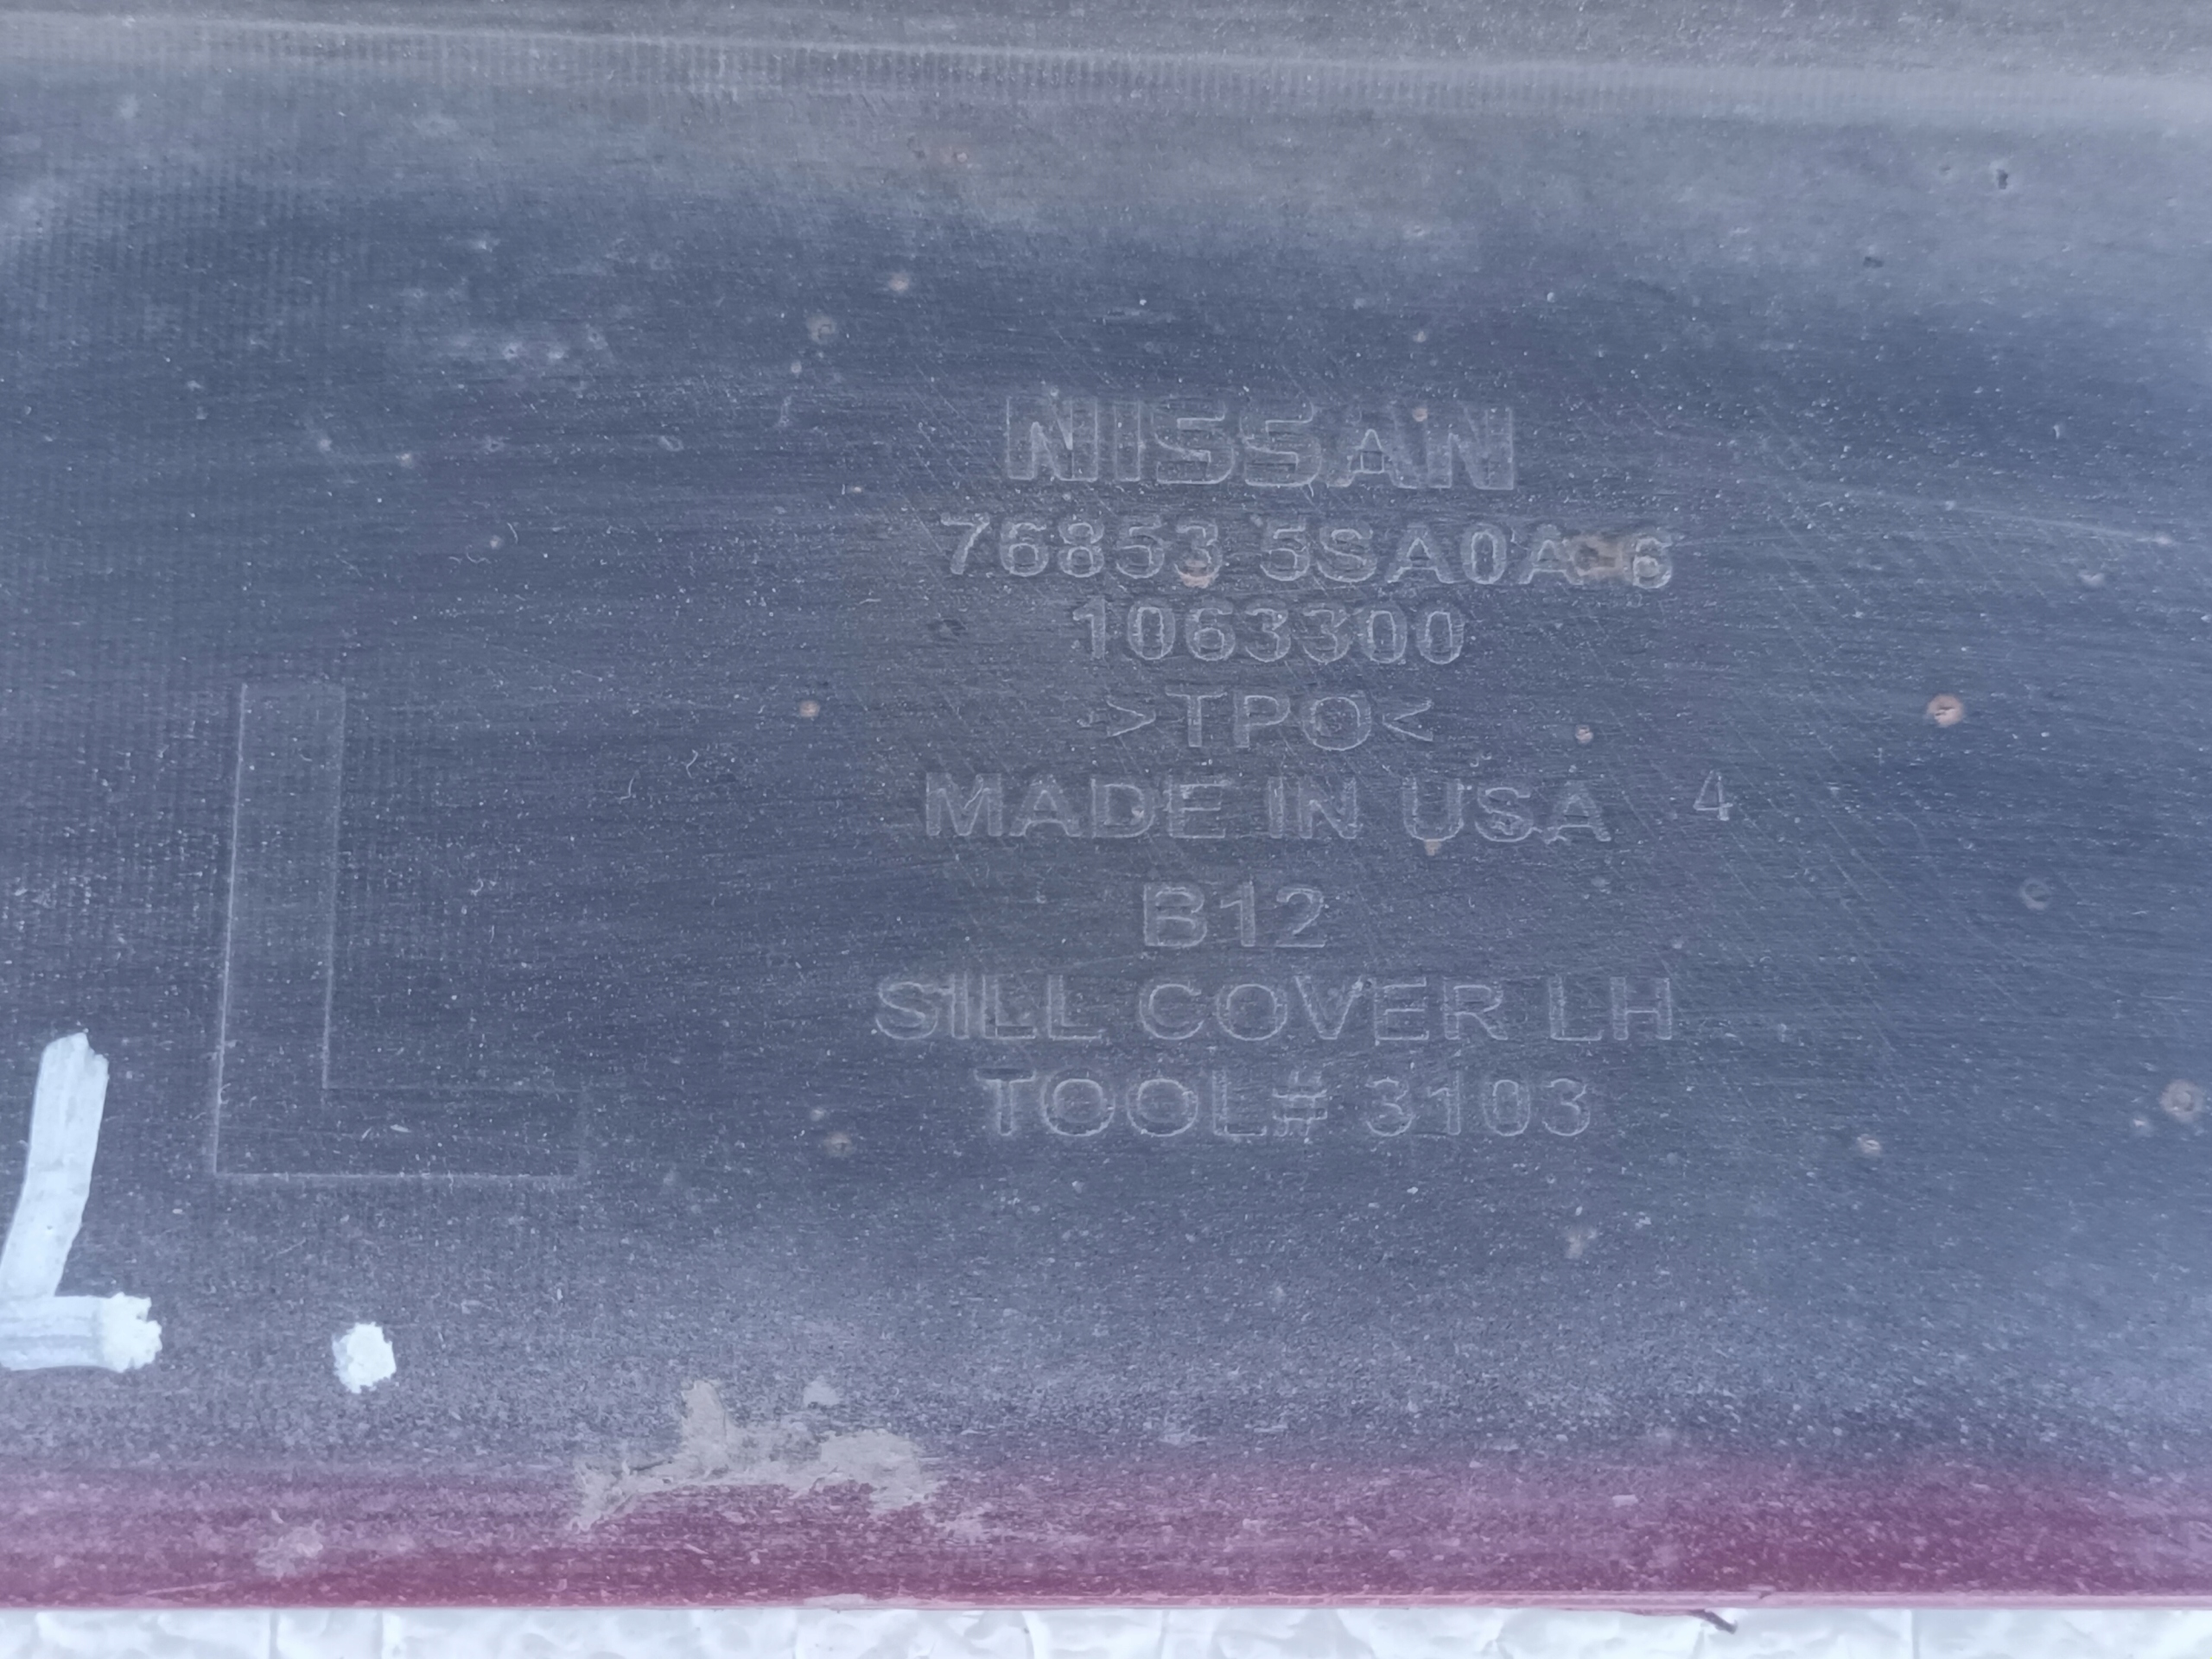 NISSAN
76853 5SA0A 6
1063300
>TPO<
MADE IN USA 4
B12
SILL COVER LH
TOOL# 3103
L
L.